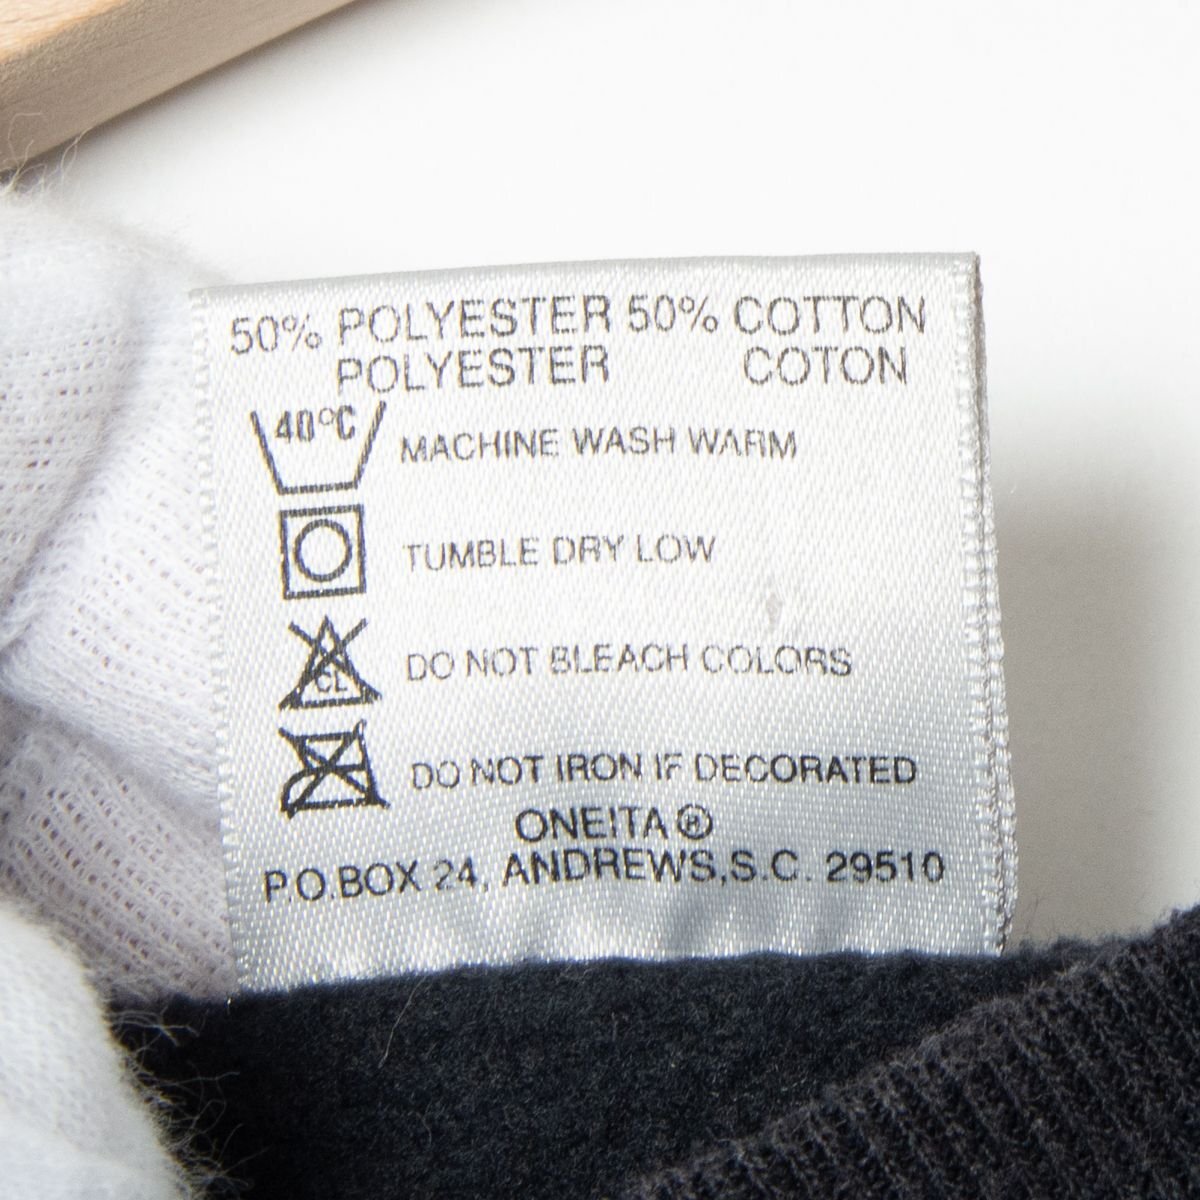 50% POLYESTER 50% COTTON
POLYESTER COTON
40°C MACHINE WASH WARM
TUMBLE DRY LOW
CL DO NOT BLEACH COLORS
DO NOT IRON IF DECORATED
ONEITA ®
P.O.BOX 24, ANDREWS,S.C. 29510